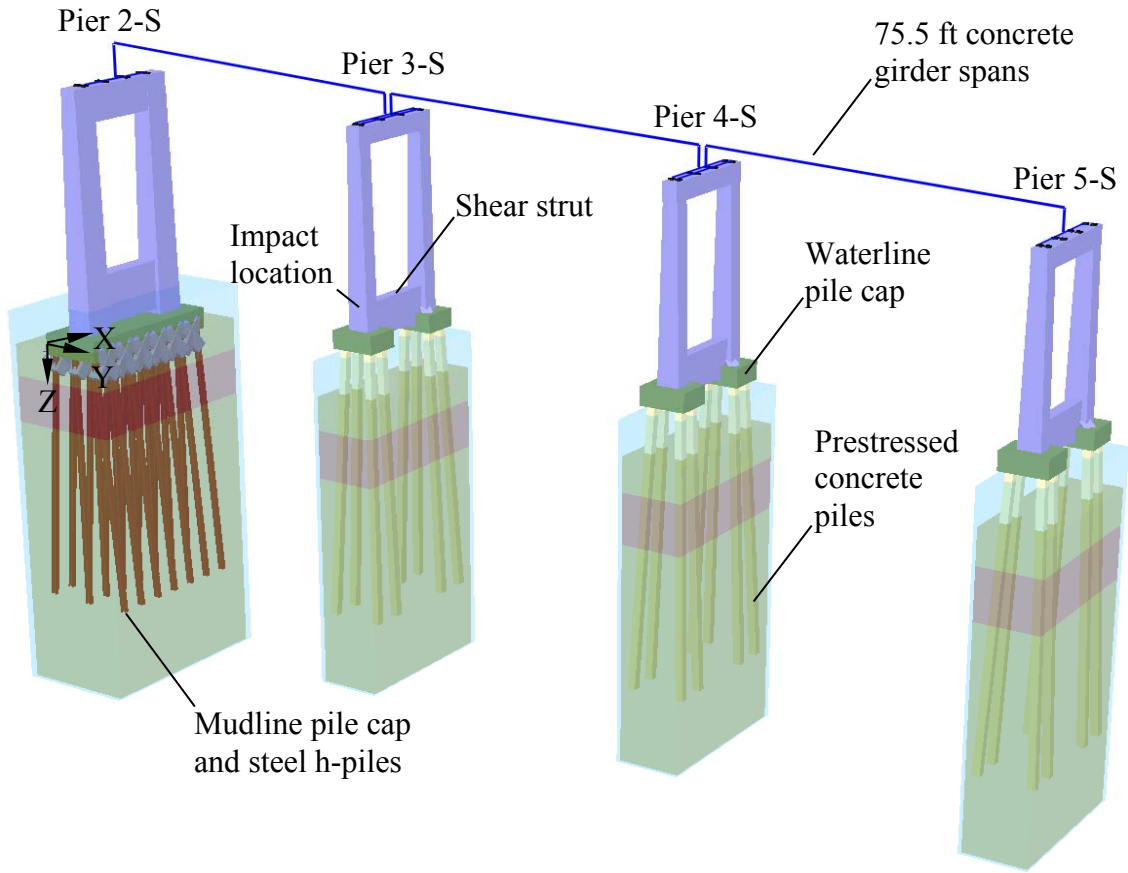 Pier 2-S
Pier 3-S
Pier 4-S
75.5 ft concrete
girder spans
Pier 5-S
Shear strut
Impact
location
Waterline
pile cap
X
Y
Z
Prestressed
concrete
piles
Mudline pile cap
and steel h-piles